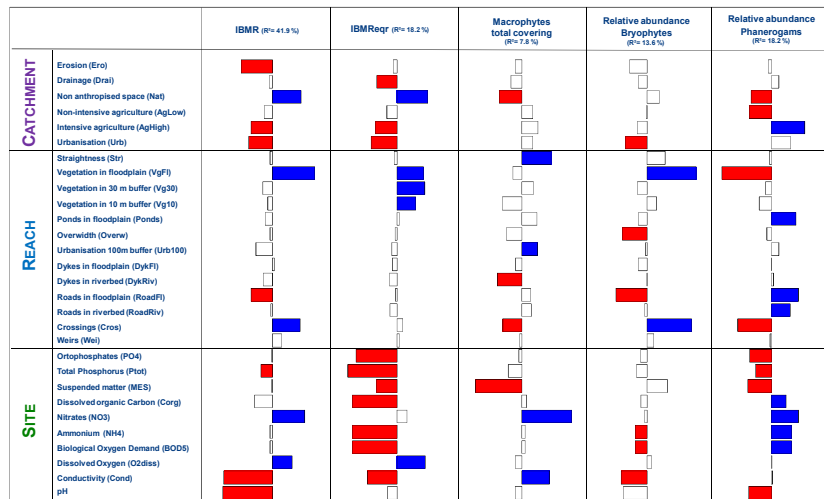 IBMR (R²= 41.9 %)
IBMReqr (R²= 18.2 %)
Macrophytes
total covering
(R²= 7.8 %)
Relative abundance
Bryophytes
(R²= 13.6 %)
Relative abundance
Phanerogams
(R²= 18.2 %)
CATCHMENT
Erosion (Ero)
Drainage (Drai)
Non anthropised space (Nat)
Non-intensive agriculture (AgLow)
Intensive agriculture (AgHigh)
Urbanisation (Urb)
REACH
Straightness (Str)
Vegetation in floodplain (VgFl)
Vegetation in 30 m buffer (Vg30)
Vegetation in 10 m buffer (Vg10)
Ponds in floodplain (Ponds)
Overwidth (Overw)
Urbanisation 100m buffer (Urb100)
Dykes in floodplain (DykFl)
Dykes in riverbed (DykRiv)
Roads in floodplain (RoadFl)
Roads in riverbed (RoadRiv)
Crossings (Cros)
Weirs (Wei)
SITE
Ortophosphates (PO4)
Total Phosphorus (Ptot)
Suspended matter (MES)
Dissolved organic Carbon (Corg)
Nitrates (NO3)
Ammonium (NH4)
Biological Oxygen Demand (BOD5)
Dissolved Oxygen (O2diss)
Conductivity (Cond)
pH